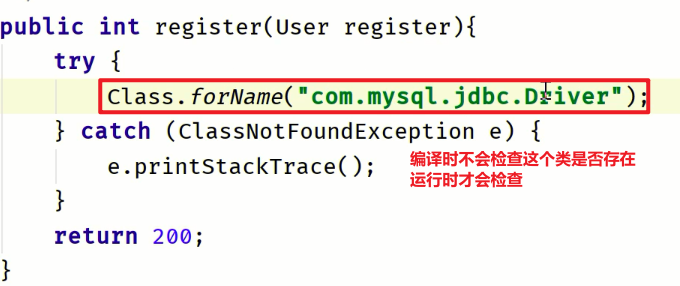 public int register(User register){
try {
Class.forName("com.mysql.jdbc.Driver");
} catch (ClassNotFoundException e) {
e.printStackTrace();
编译时不会检查这个类是否存在
运行时才会检查
}
return 200;
}